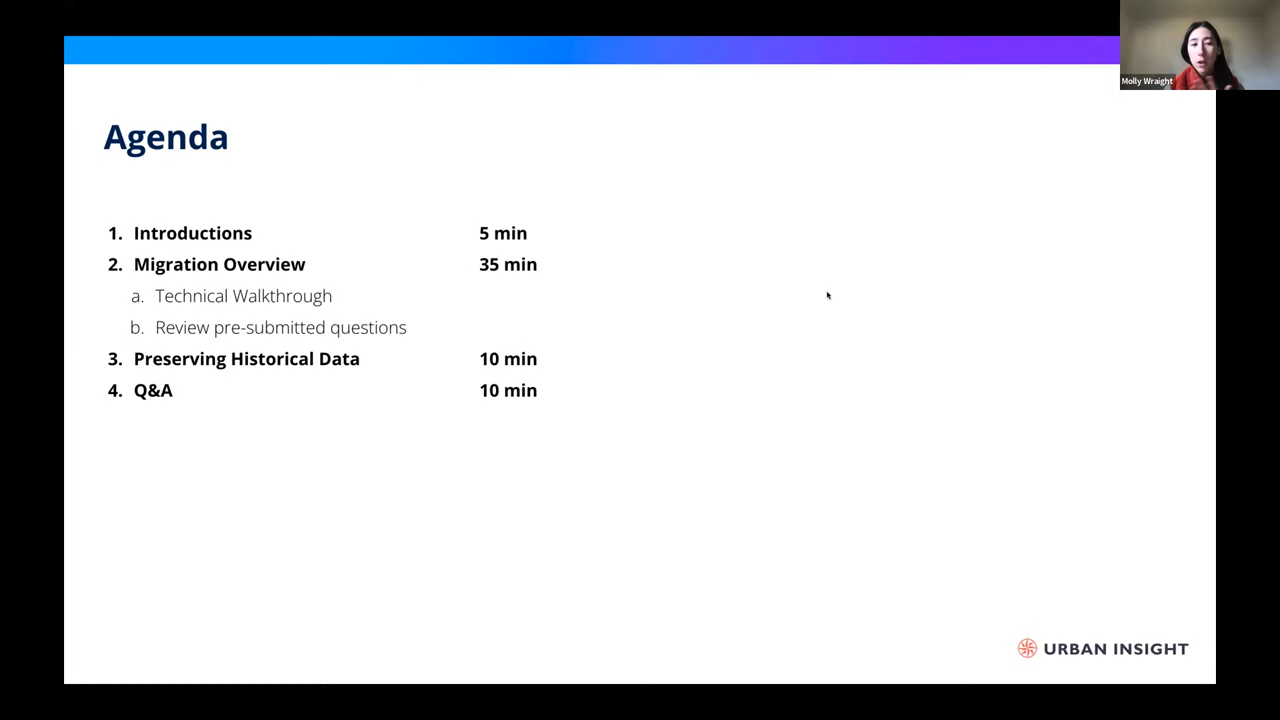 Molly Wraight
Agenda
1. Introductions 5 min
2. Migration Overview 35 min
a. Technical Walkthrough
b. Review pre-submitted questions
3. Preserving Historical Data 10 min
4. Q&A 10 min
URBAN INSIGHT